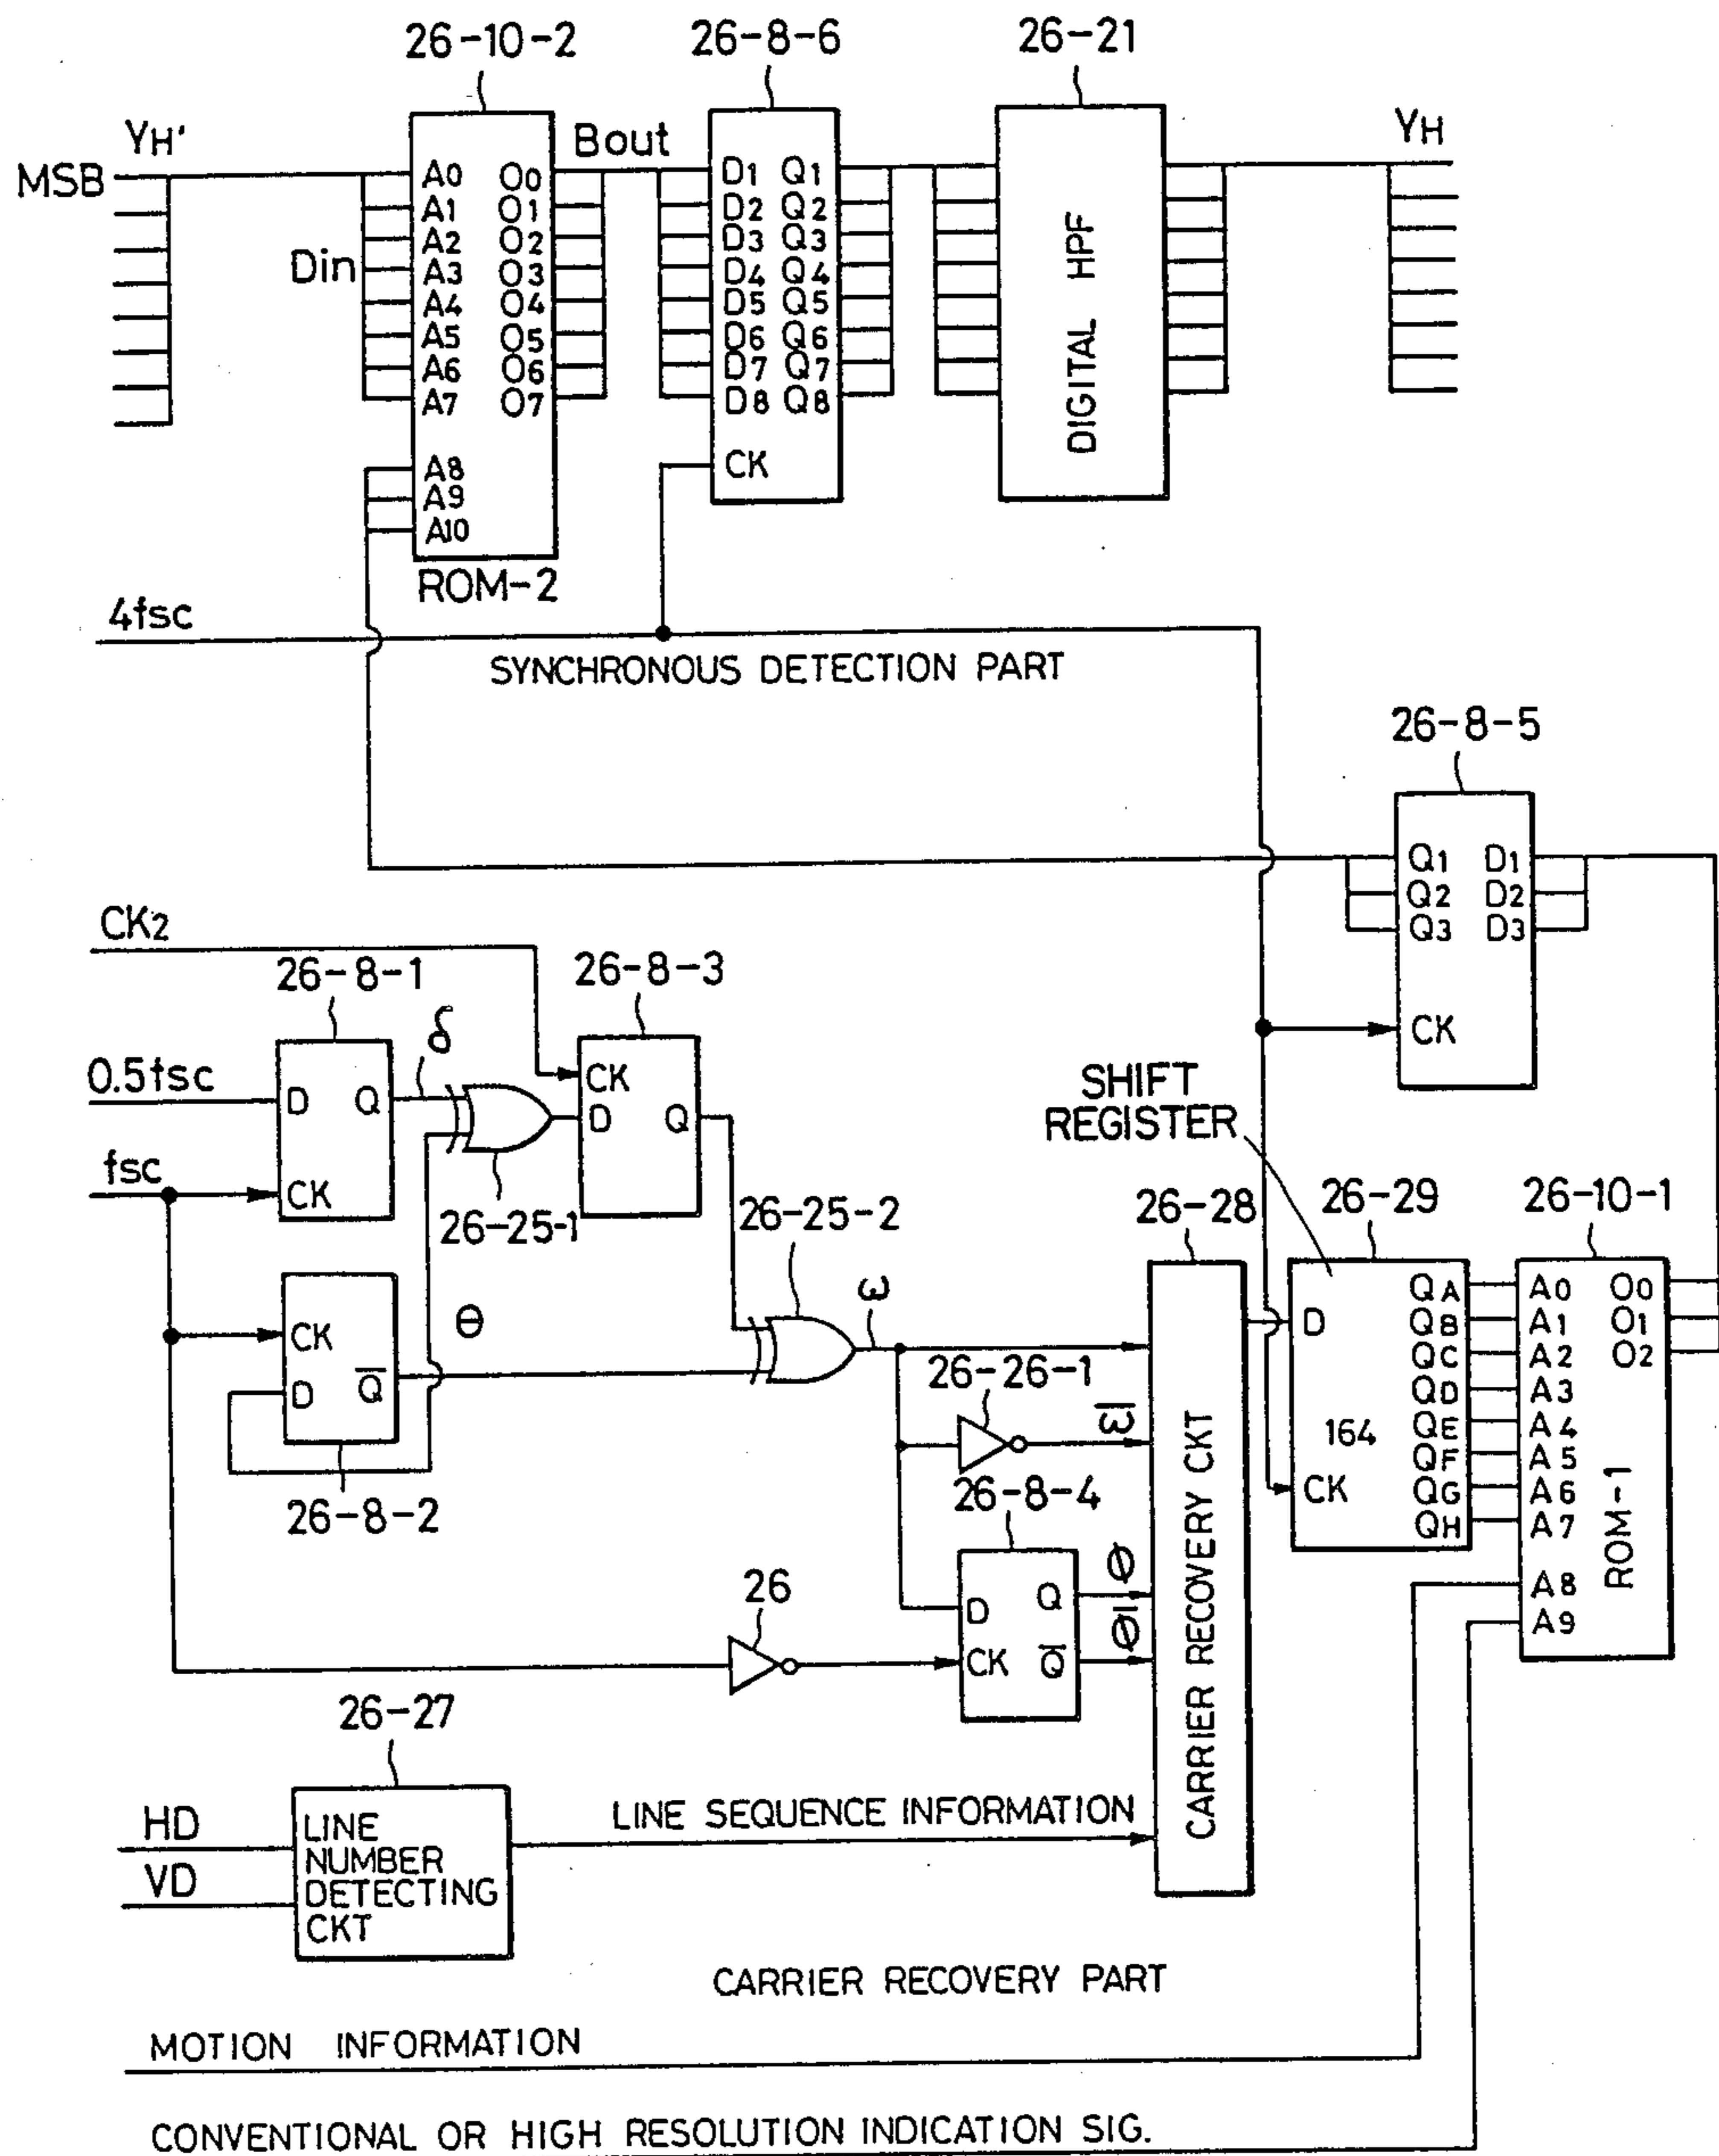 26-10-2 26-8-6 26-21
YH' Bout YH
MSB
A0 O0 D1 Q1
A1 O1 D2 Q2
A2 O2 D3 Q3
Din A3 O3 D4 Q4
A4 O4 D5 Q5
A5 O5 D6 Q6
A6 O6 D7 Q7
A7 O7 D8 Q8
DIGITAL HPF
A8 CK
A9
A10
ROM-2
4fsc
SYNCHRONOUS DETECTION PART
26-8-5
Q1 D1
Q2 D2
Q3 D3
CK
CK2
26-8-1 26-8-3
δ
0.5fsc D Q CK
D Q
fsc CK
26-25-1
SHIFT
REGISTER
26-25-2 26-28 26-29 26-10-1
CK θ
D Q
26-8-2
ω
26-26-1
ω
26-8-4
D QA A0 O0
QB A1 O1
QC A2 O2
QD A3
QE A4
164 QF A5
CK QG A6
QH A7
A8
A9
ROM-1
26
D Q ϕ
CK Q ϕ
CARRIER RECOVERY CKT
26-27
HD LINE
NUMBER
VD DETECTING
CKT
LINE SEQUENCE INFORMATION
CARRIER RECOVERY PART
MOTION INFORMATION
CONVENTIONAL OR HIGH RESOLUTION INDICATION SIG.